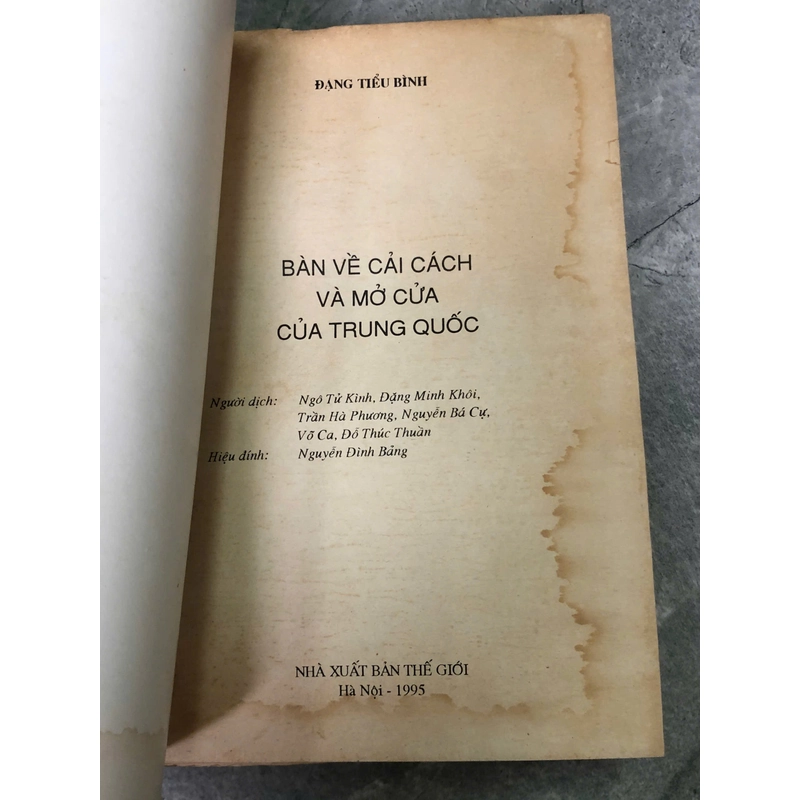 ĐẠNG TIỂU BÌNH
BÀN VỀ CẢI CÁCH
VÀ MỞ CỬA
CỦA TRUNG QUỐC
Người dịch: Ngô Tử Kình, Đặng Minh Khôi,
Trần Hà Phương, Nguyễn Bá Cự,
Võ Ca, Đỗ Thúc Thuần
Hiệu đính: Nguyễn Đình Bảng
NHÀ XUẤT BẢN THẾ GIỚI
Hà Nội - 1995